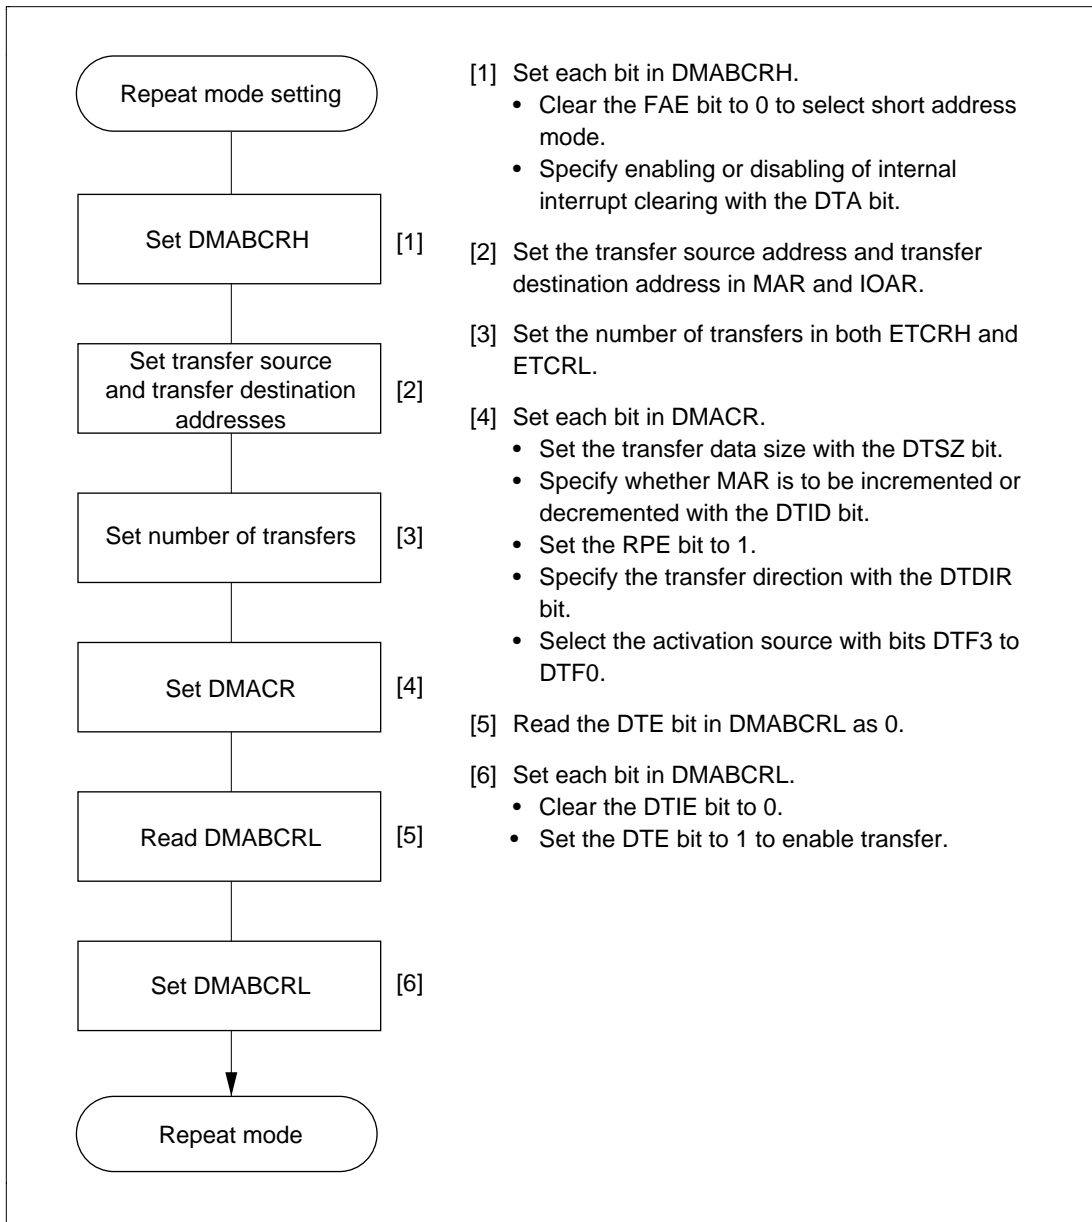 Repeat mode setting
Set DMABCRH
[1]
Set transfer source
and transfer destination
addresses
[2]
Set number of transfers
[3]
Set DMACR
[4]
Read DMABCRL
[5]
Set DMABCRL
[6]
Repeat mode
[1] Set each bit in DMABCRH.
• Clear the FAE bit to 0 to select short address
mode.
• Specify enabling or disabling of internal
interrupt clearing with the DTA bit.
[2] Set the transfer source address and transfer
destination address in MAR and IOAR.
[3] Set the number of transfers in both ETCRH and
ETCRL.
[4] Set each bit in DMACR.
• Set the transfer data size with the DTSZ bit.
• Specify whether MAR is to be incremented or
decremented with the DTID bit.
• Set the RPE bit to 1.
• Specify the transfer direction with the DTDIR
bit.
• Select the activation source with bits DTF3 to
DTF0.
[5] Read the DTE bit in DMABCRL as 0.
[6] Set each bit in DMABCRL.
• Clear the DTIE bit to 0.
• Set the DTE bit to 1 to enable transfer.